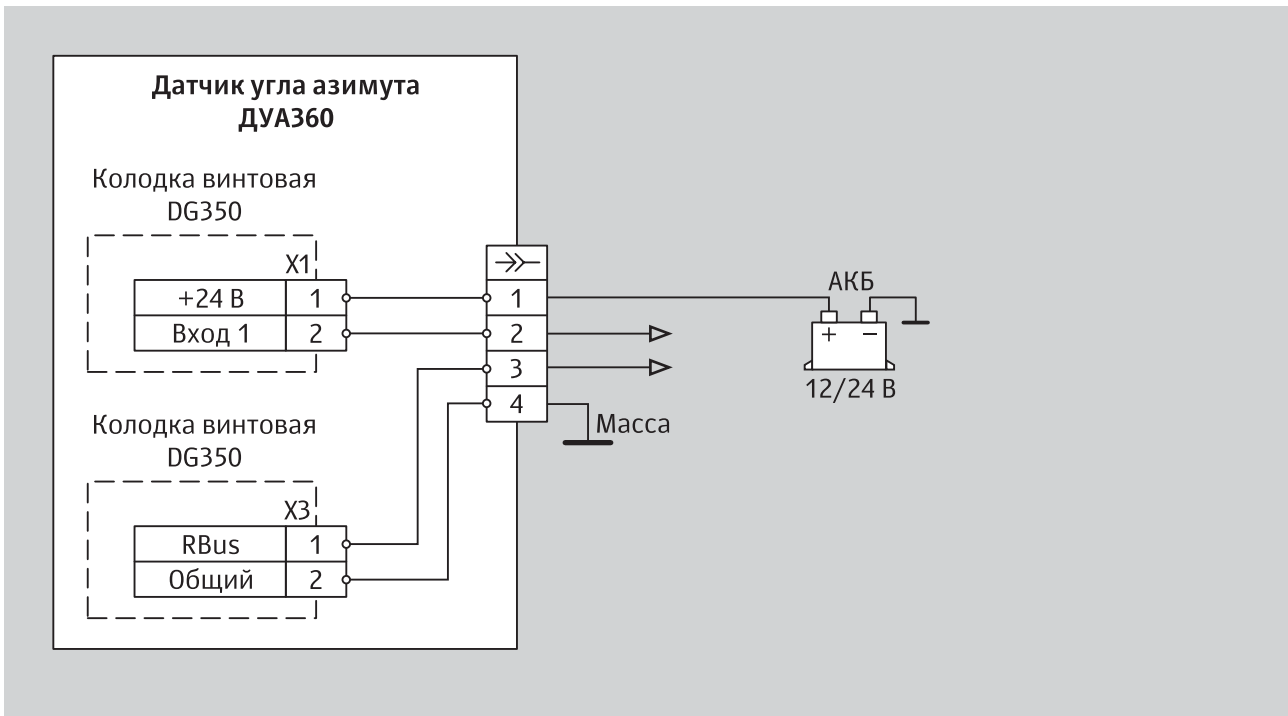 Датчик угла азимута
ДУА360
Колодка винтовая
DG350
X1
+24 В 1
Вход 1 2
1
2
3
4
Масса
АКБ
+ −
12/24 В
Колодка винтовая
DG350
X3
RBus 1
Общий 2